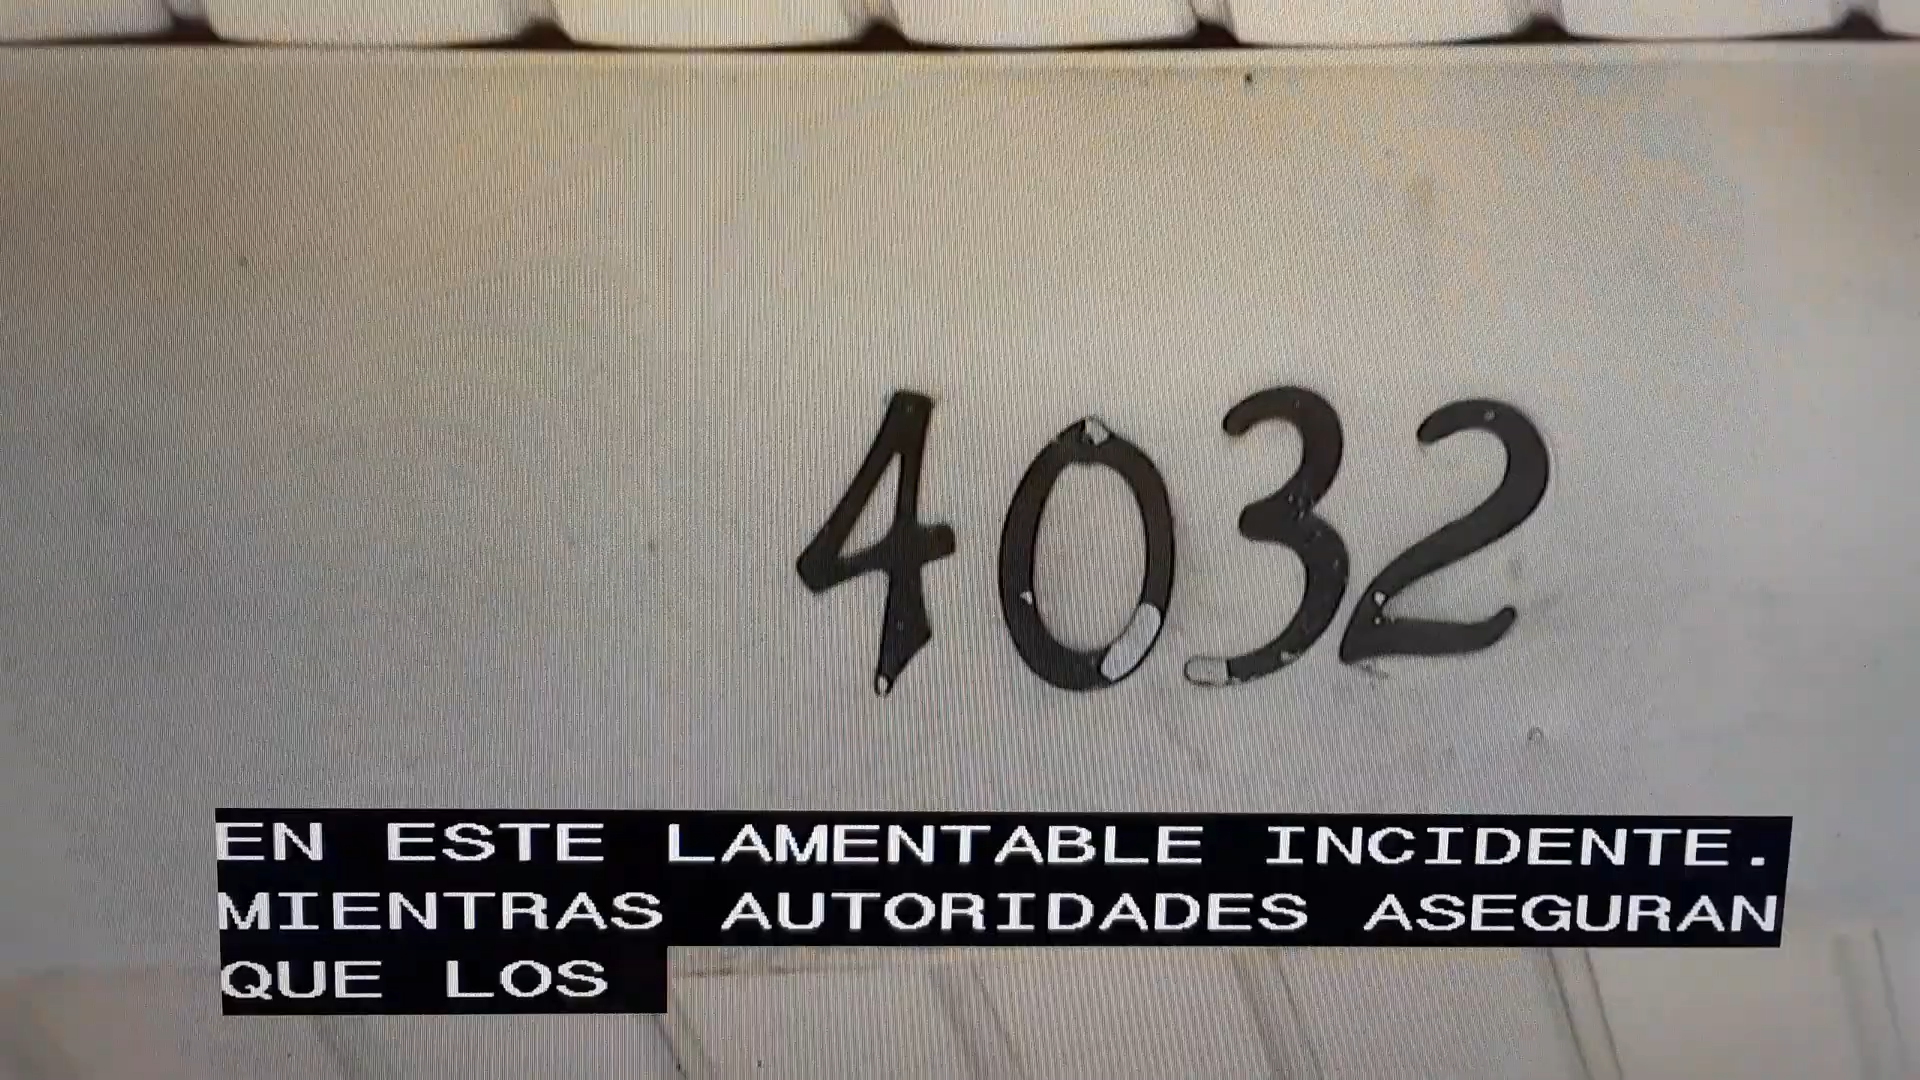 4032
EN ESTE LAMENTABLE INCIDENTE.
MIENTRAS AUTORIDADES ASEGURAN
QUE LOS